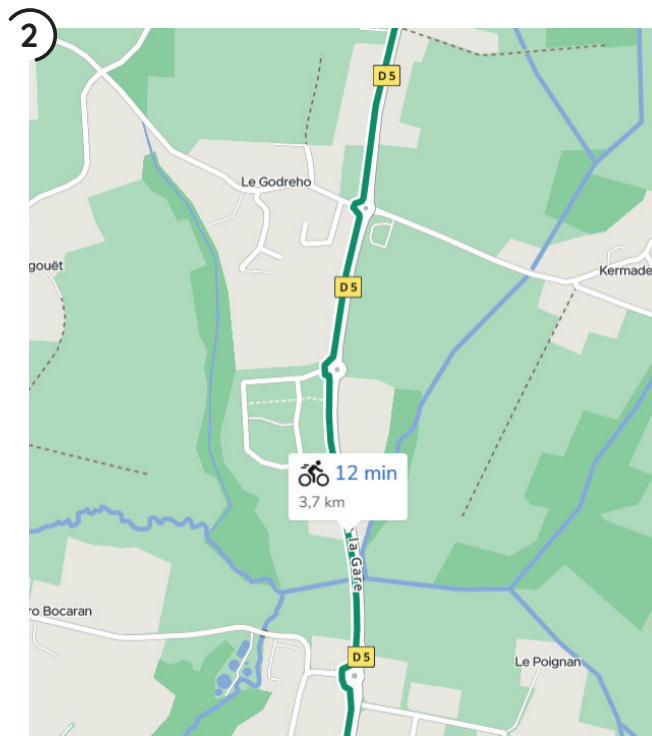 2
D 5
Le Godreho
gouët
Kermade
D 5
12 min
3,7 km
la Gare
ro Bocaran
D 5
Le Poignan